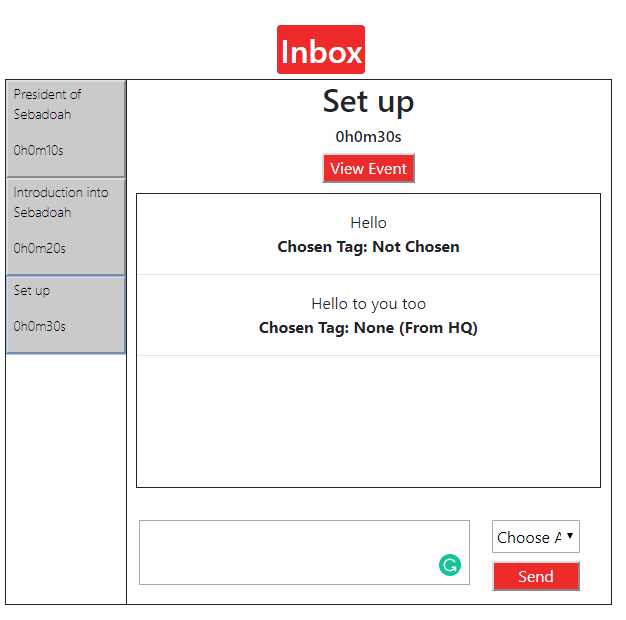 Inbox
President of
Sebadoah
0h0m10s
Introduction into
Sebadoah
0h0m20s
Set up
0h0m30s
Set up
0h0m30s
View Event
Hello
Chosen Tag: Not Chosen
Hello to you too
Chosen Tag: None (From HQ)
Choose A
Send